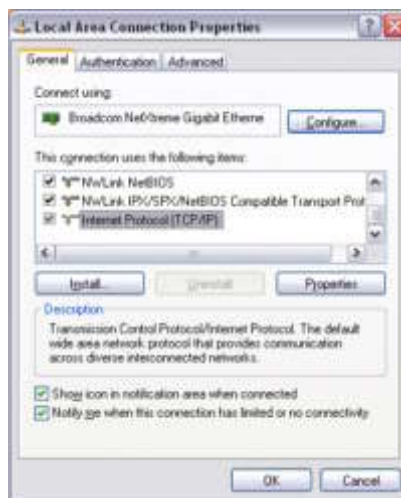 Local Area Connection Properties
General Authentication Advanced
Connect using:
Broadcom NetXtreme Gigabit Etherne
Configure...
This connection uses the following items:
NWLink NetBIOS
NWLink IPX/SPX/NetBIOS Compatible Transport Prot
Internet Protocol (TCP/IP)
Install... Uninstall Properties
Description
Transmission Control Protocol/Internet Protocol. The default
wide area network protocol that provides communication
across diverse interconnected networks.
Show icon in notification area when connected
Notify me when this connection has limited or no connectivity
OK Cancel